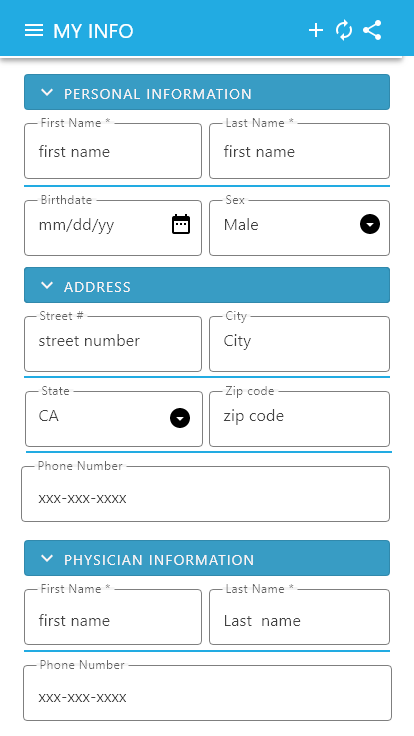 MY INFO
PERSONAL INFORMATION
First Name * Last Name *
first name first name
Birthdate Sex
mm/dd/yy Male
ADDRESS
Street # City
street number City
State Zip code
CA zip code
Phone Number
xxx-xxx-xxxx
PHYSICIAN INFORMATION
First Name * Last Name *
first name Last  name
Phone Number
xxx-xxx-xxxx